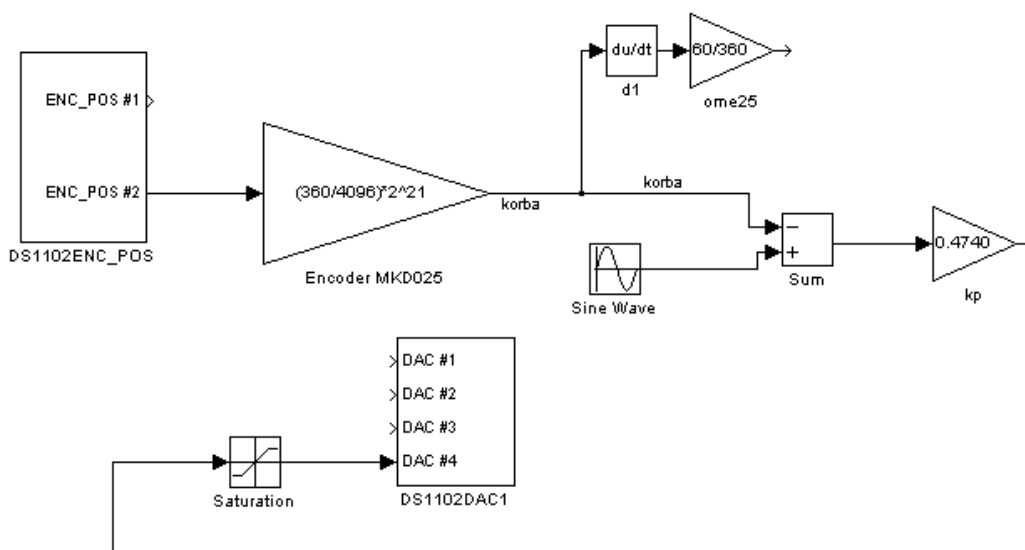 ENC_POS #1
ENC_POS #2
DS1102ENC_POS
(360/4096)*2^21
Encoder MKD025
korba
du/dt
d1
60/360
ome25
korba
Sine Wave
−
+
Sum
0.4740
kp
Saturation
DAC #1
DAC #2
DAC #3
DAC #4
DS1102DAC1